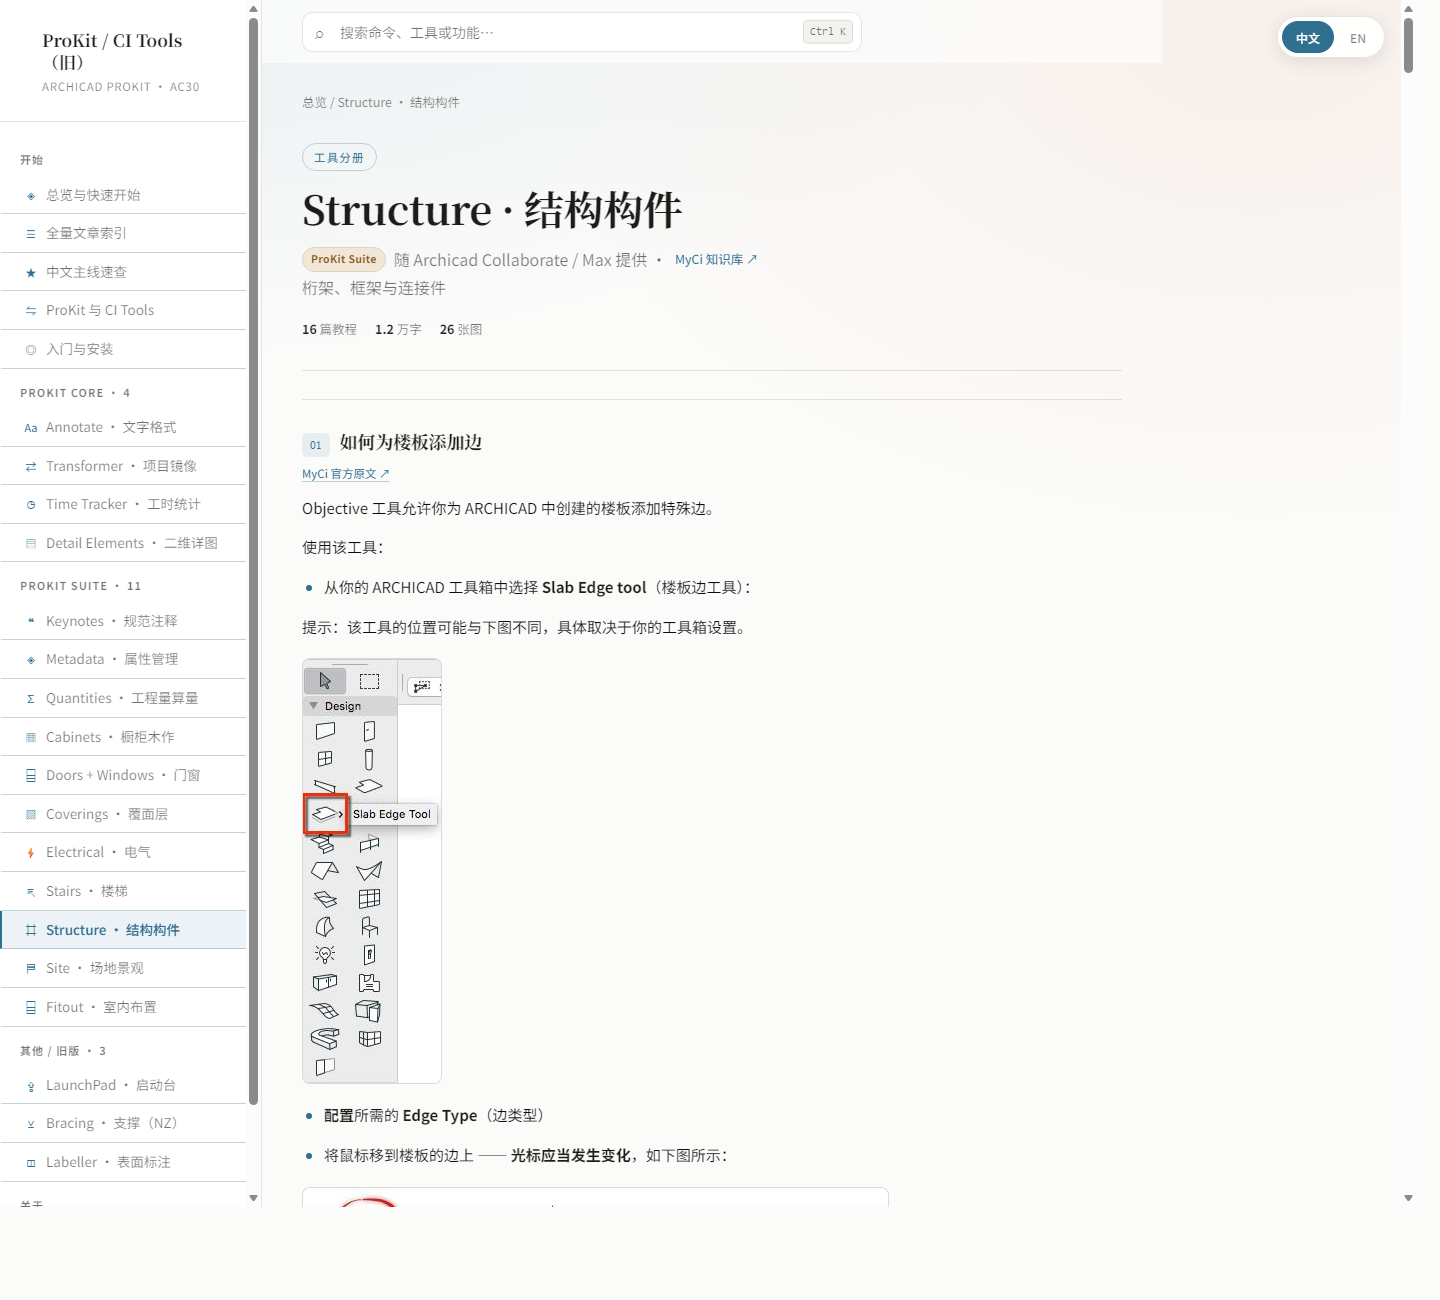 ProKit / CI Tools
（旧）
ARCHICAD PROKIT · AC30
开始
总览与快速开始
全量文章索引
中文主线速查
ProKit 与 CI Tools
入门与安装
PROKIT CORE · 4
Aa Annotate · 文字格式
Transformer · 项目镜像
Time Tracker · 工时统计
Detail Elements · 二维详图
PROKIT SUITE · 11
Keynotes · 规范注释
Metadata · 属性管理
Σ Quantities · 工程量算量
Cabinets · 橱柜木作
Doors + Windows · 门窗
Coverings · 覆面层
Electrical · 电气
Stairs · 楼梯
Structure · 结构构件
Site · 场地景观
Fitout · 室内布置
其他 / 旧版 · 3
LaunchPad · 启动台
Bracing · 支撑（NZ）
Labeller · 表面标注
搜索命令、工具或功能…
Ctrl K
中文
EN
总览 / Structure · 结构构件
工具分册
Structure · 结构构件
ProKit Suite 随 Archicad Collaborate / Max 提供 · MyCi 知识库 ↗
桁架、框架与连接件
16 篇教程 1.2 万字 26 张图
01 如何为楼板添加边
MyCi 官方原文 ↗
Objective 工具允许你为 ARCHICAD 中创建的楼板添加特殊边。
使用该工具：
从你的 ARCHICAD 工具箱中选择 Slab Edge tool（楼板边工具）：
提示：该工具的位置可能与下图不同，具体取决于你的工具箱设置。
Design
Slab Edge Tool
配置所需的 Edge Type（边类型）
将鼠标移到楼板的边上 —— 光标应当发生变化，如下图所示：